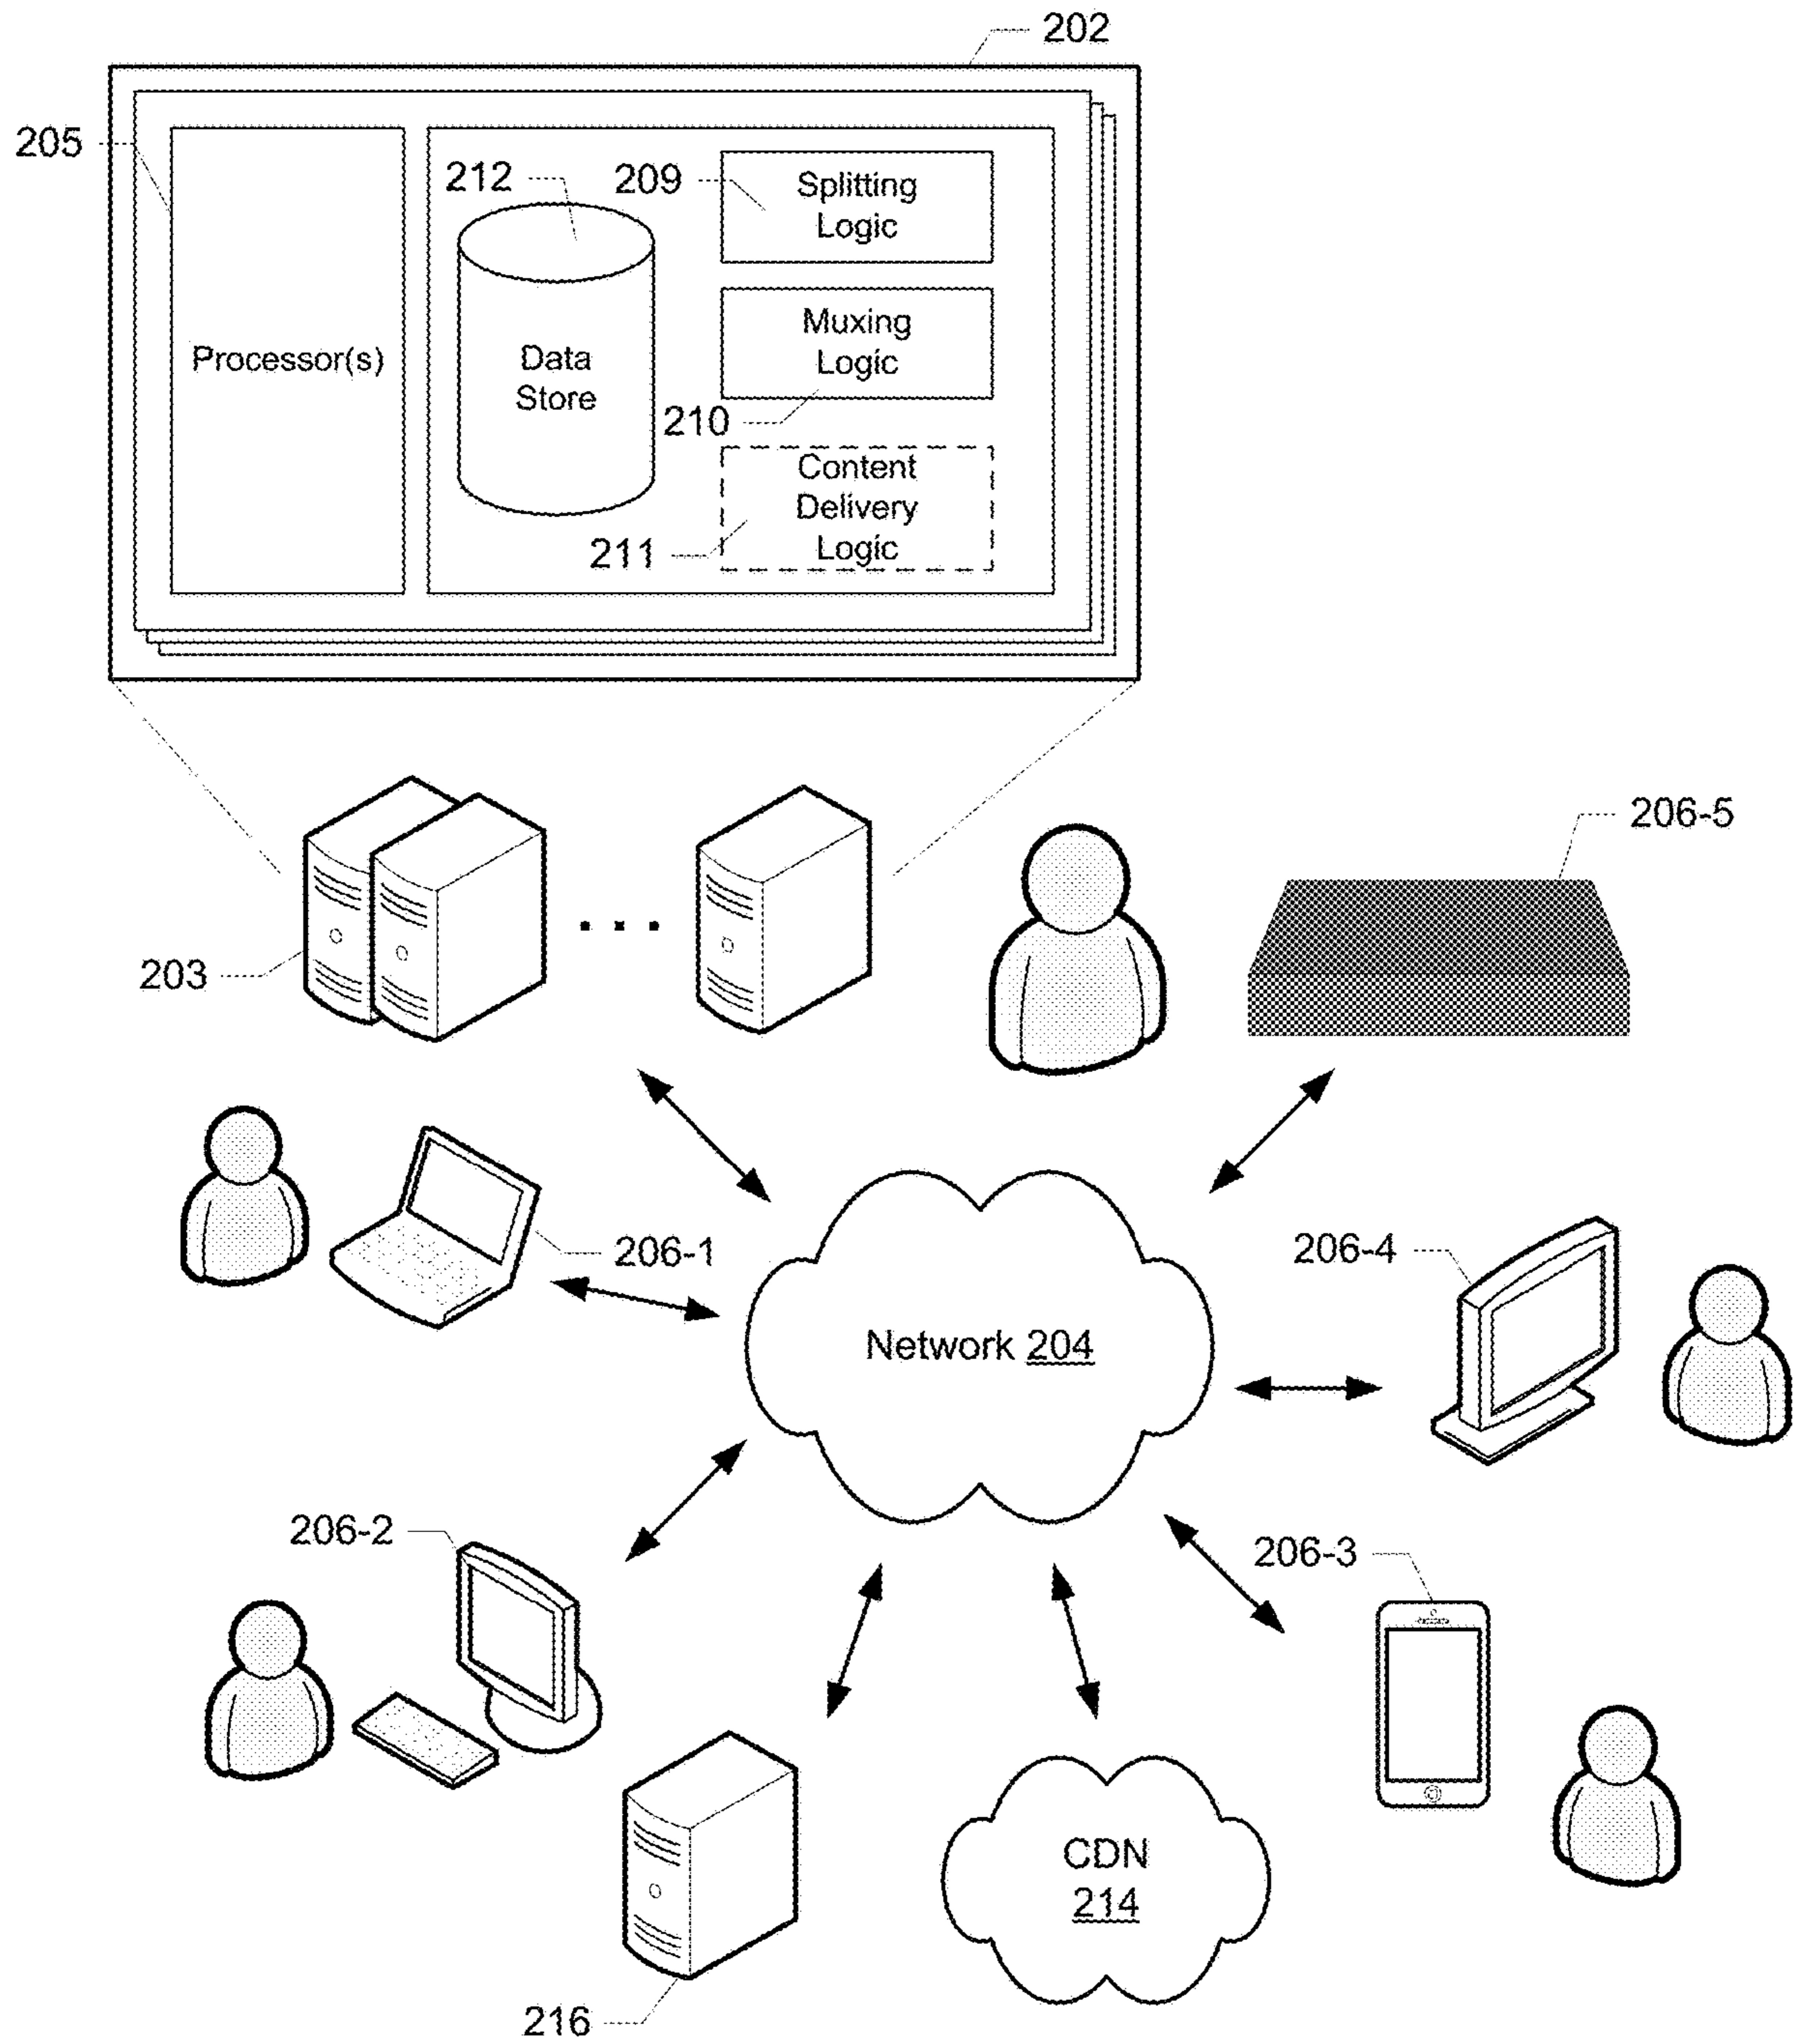 202
205
212
209
Splitting
Logic
Muxing
Logic
Processor(s)
Data
Store
210
Content
Delivery
Logic
211
206-5
203
206-1
206-4
Network 204
206-2
206-3
CDN
214
216